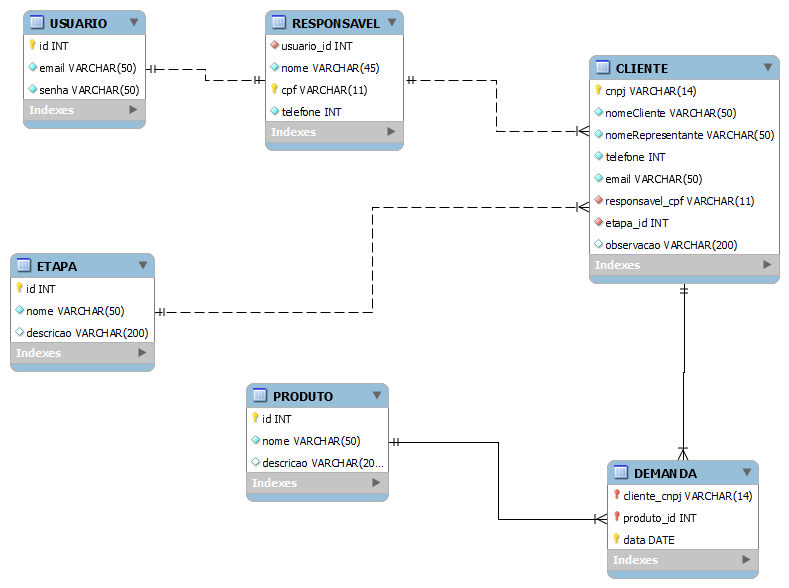 USUARIO
id INT
email VARCHAR(50)
senha VARCHAR(50)
Indexes
RESPONSAVEL
usuario_id INT
nome VARCHAR(45)
cpf VARCHAR(11)
telefone INT
Indexes
CLIENTE
cnpj VARCHAR(14)
nomeCliente VARCHAR(50)
nomeRepresentante VARCHAR(50)
telefone INT
email VARCHAR(50)
responsavel_cpf VARCHAR(11)
etapa_id INT
observacao VARCHAR(200)
Indexes
ETAPA
id INT
nome VARCHAR(50)
descricao VARCHAR(200)
Indexes
PRODUTO
id INT
nome VARCHAR(50)
descricao VARCHAR(20...
Indexes
DEMANDA
cliente_cnpj VARCHAR(14)
produto_id INT
data DATE
Indexes